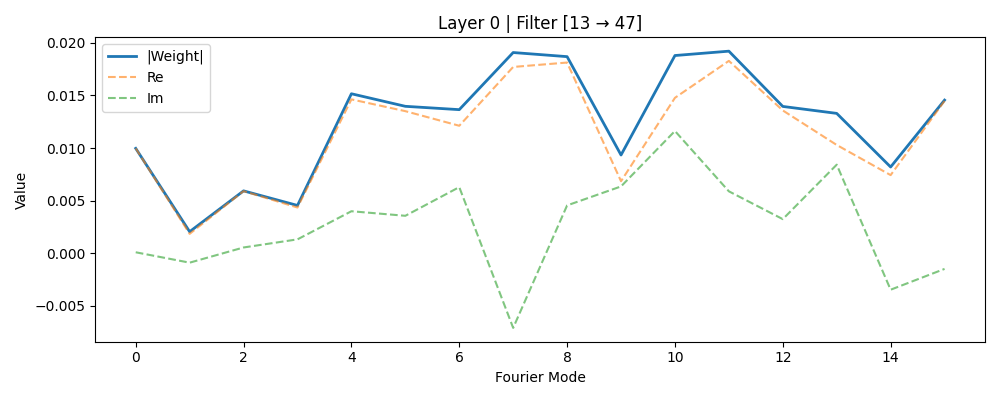 Layer 0 | Filter [13 → 47]
|Weight|
Re
Im
0.020
0.015
0.010
0.005
0.000
−0.005
Value
0 2 4 6 8 10 12 14
Fourier Mode